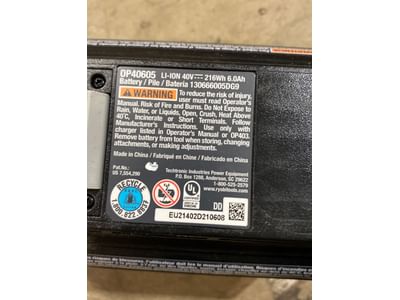 OP40605 LI-ION 40V 216Wh 6.0Ah
Battery / Pile / Bateria 130666005DG9
WARNING To reduce the risk of injury,
user must read Operator's
Manual. Risk of Fire and Burns. Do Not Expose to
Rain, Water, or Liquids, Open, Crush, Heat Above
40°C, Incinerate or Short Terminals. Follow
Manufacturer's Instructions. Use only with
charger listed in Operator's Manual or OP403.
Remove battery from tool when storing, changing
attachments, or cleaning.
Made in China / Fabriqué en Chine / Fabricado en China
Pat.No.:
US 7,554,290
Techtronic Industries Power Equipment
P.O. Box 1288, Anderson, SC 29622
1-800-525-2579
www.ryobitools.com
RECYCLE
1.800.822.8837
DD
EU21402D210608